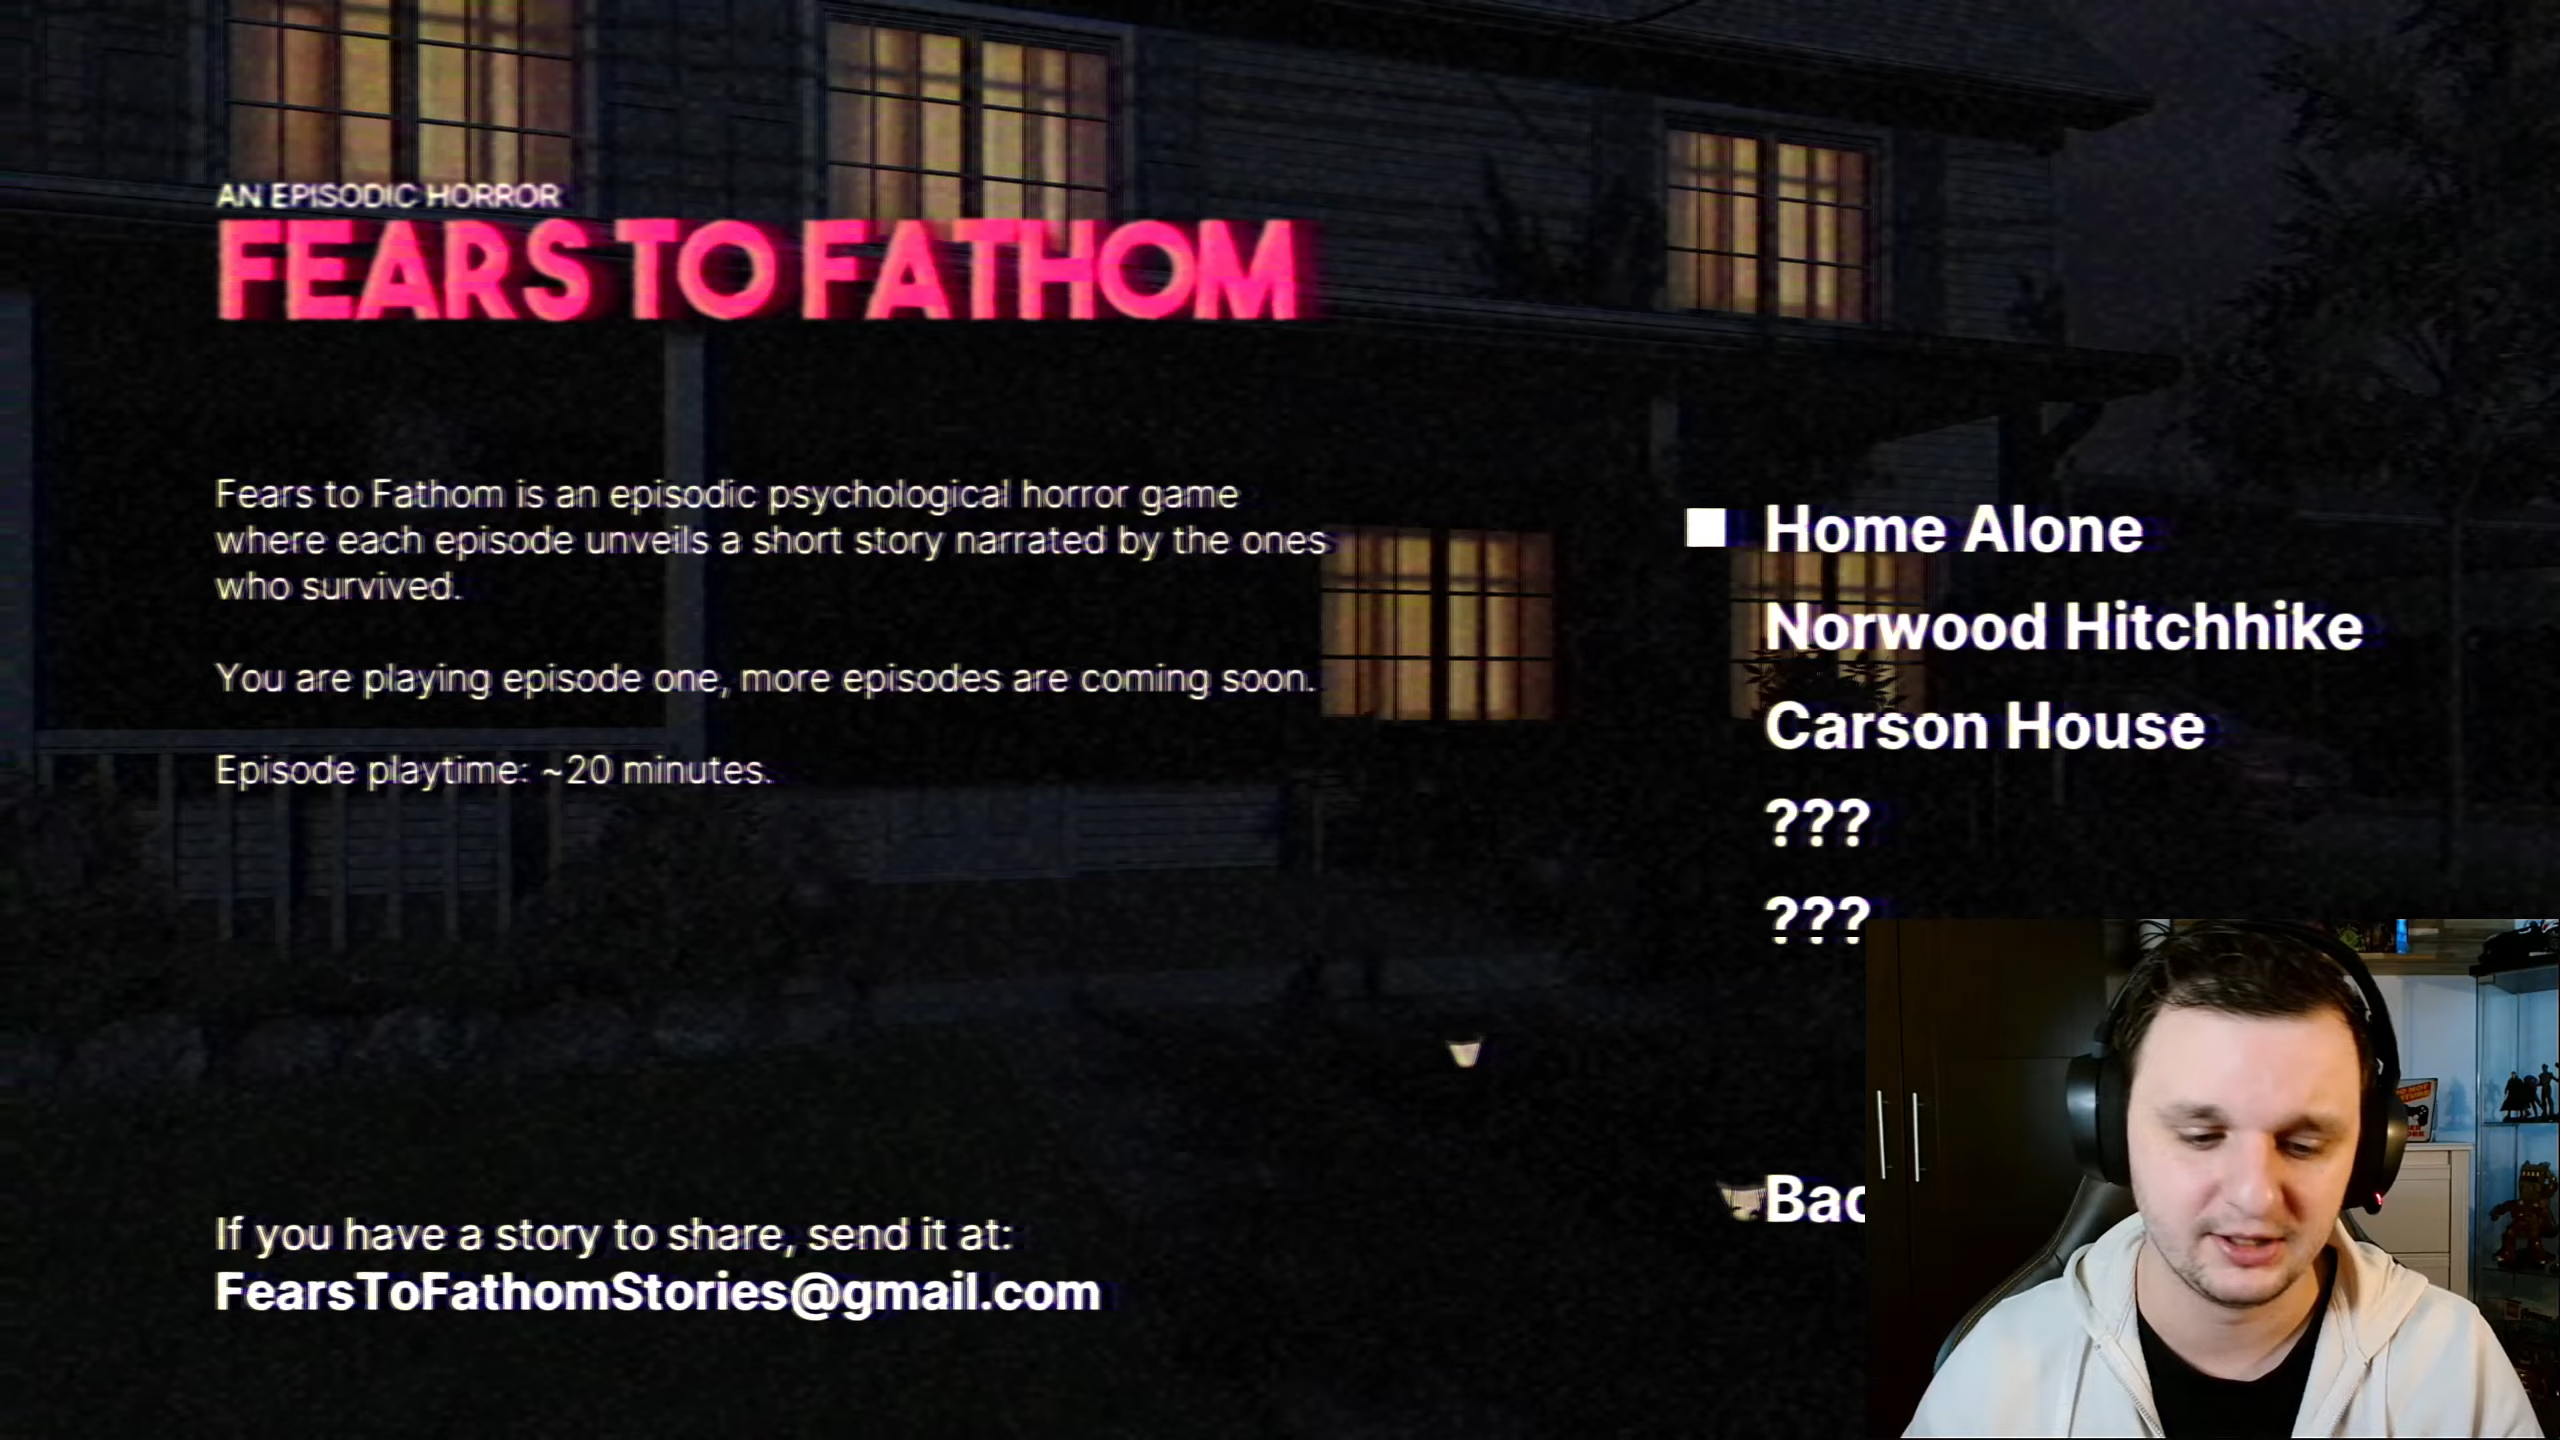 AN EPISODIC HORROR
FEARS TO FATHOM
Fears to Fathom is an episodic psychological horror game
where each episode unveils a short story narrated by the ones
who survived.
You are playing episode one, more episodes are coming soon.
Episode playtime: ~20 minutes.
If you have a story to share, send it at:
FearsToFathomStories@gmail.com
Home Alone
Norwood Hitchhike
Carson House
???
???